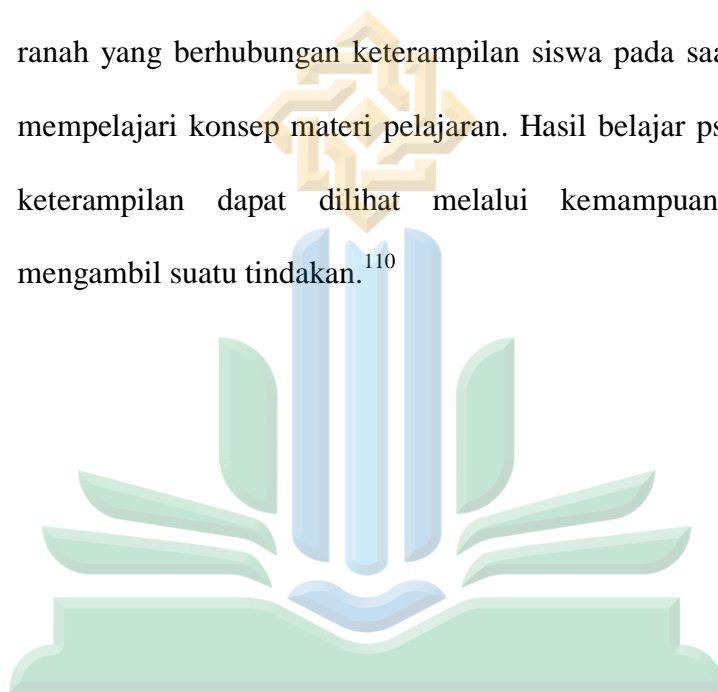 ranah yang berhubungan keterampilan siswa pada saa
mempelajari konsep materi pelajaran. Hasil belajar ps
keterampilan dapat dilihat melalui kemampuan
mengambil suatu tindakan.110